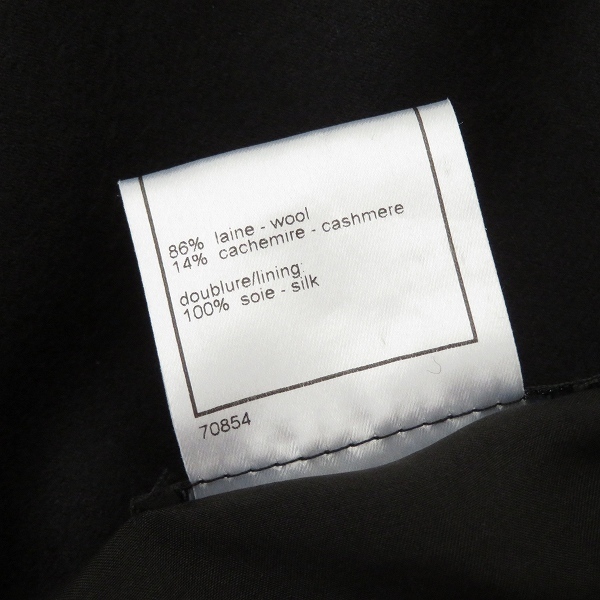 86% laine - wool
14% cachemire - cashmere
doublure/lining:
100% soie - silk
70854